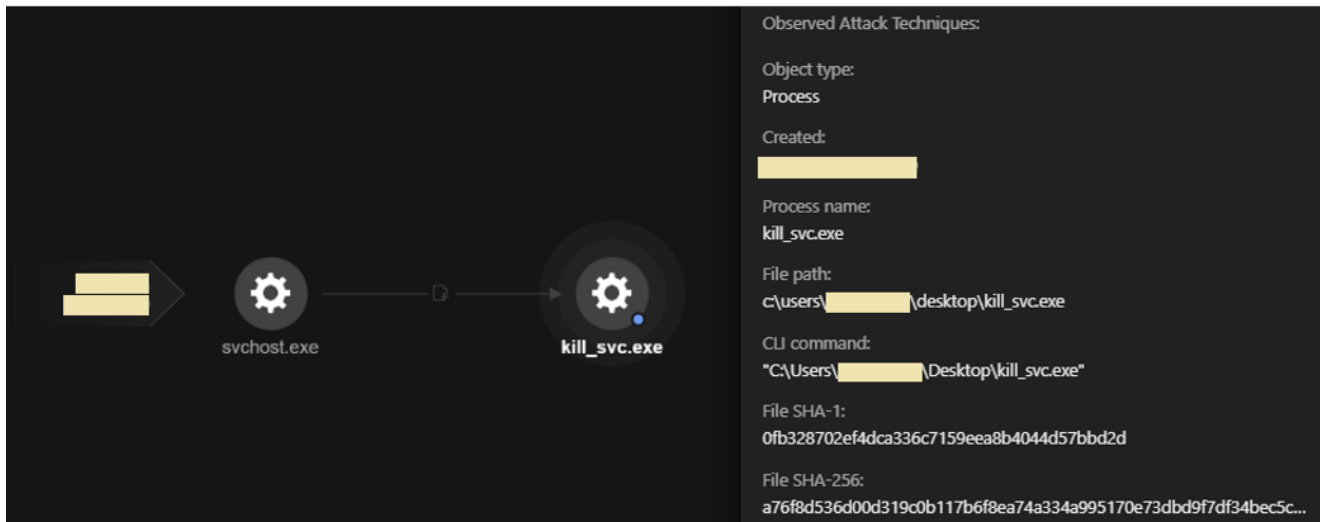 svchost.exe
kill_svc.exe
Observed Attack Techniques:
Object type:
Process
Created:
Process name:
kill_svc.exe
File path:
c:\users\ \desktop\kill_svc.exe
CLI command:
"C:\Users\ \Desktop\kill_svc.exe"
File SHA-1:
0fb328702ef4dca336c7159eea8b4044d57bbd2d
File SHA-256:
a76f8d536d00d319c0b117b6f8ea74a334a995170e73dbd9f7df34bec5c...